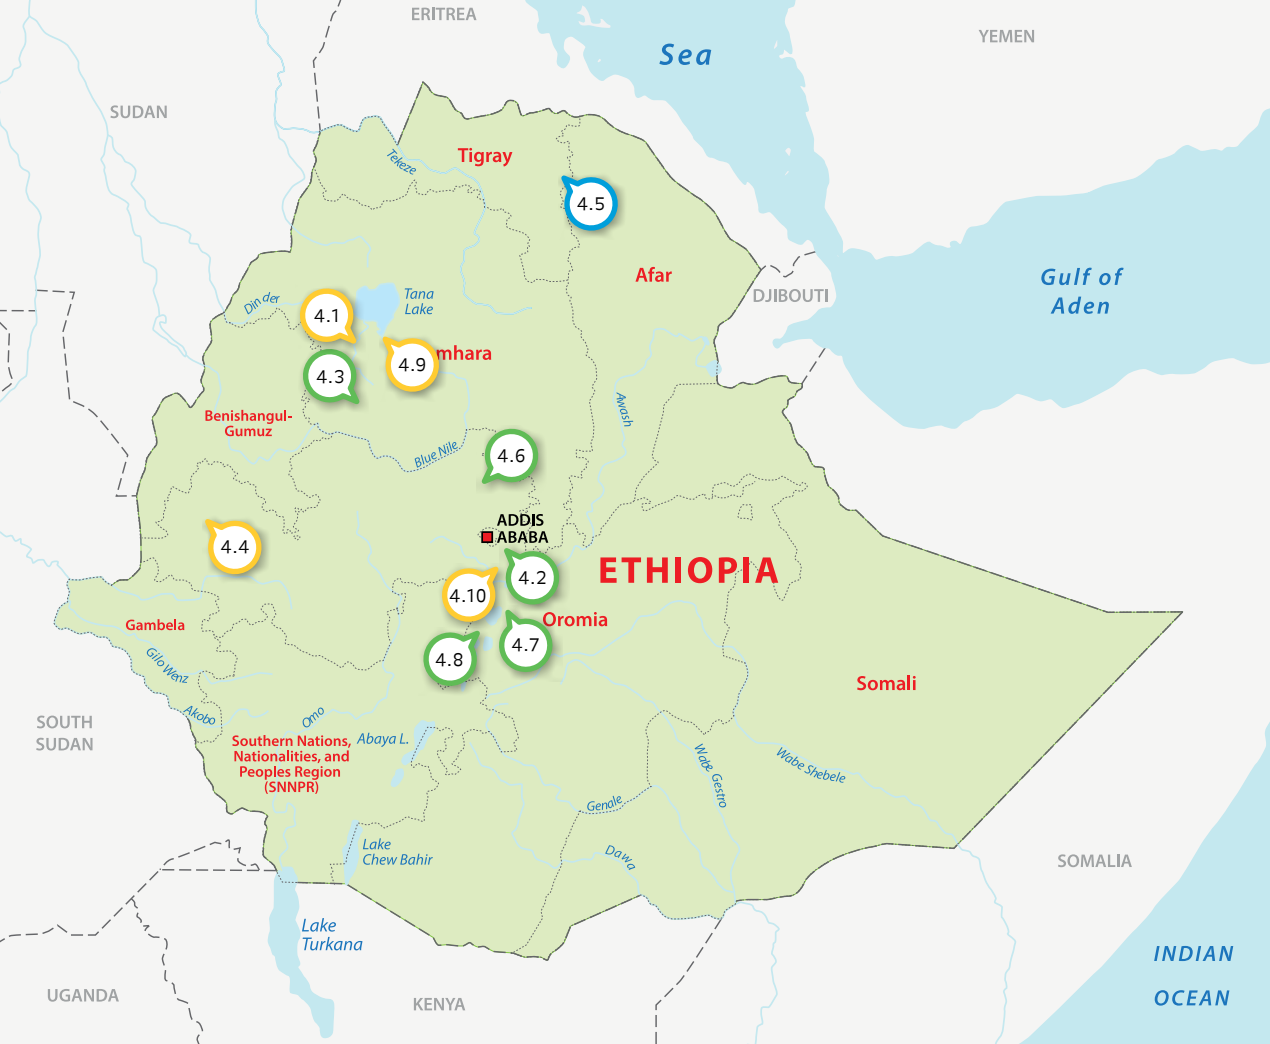 ERITREA
Sea
YEMEN
SUDAN
Tekeze
Tigray
4.5
Afar
Gulf of
Aden
DJIBOUTI
Dinder
4.1
Tana
Lake
4.9
mhara
4.3
Benishangul-
Gumuz
Awash
Blue Nile
4.6
ADDIS
ABABA
4.4
ETHIOPIA
4.2
4.10
Oromia
4.7
4.8
Gambela
Gilo Wenz
Akobo
Somali
SOUTH
SUDAN
Omo
Abaya L.
Southern Nations,
Nationalities, and
Peoples Region
(SNNPR)
Wabe Gestro
Wabe Shebele
Genale
Dawa
Lake
Chew Bahir
SOMALIA
Lake
Turkana
INDIAN
OCEAN
UGANDA
KENYA